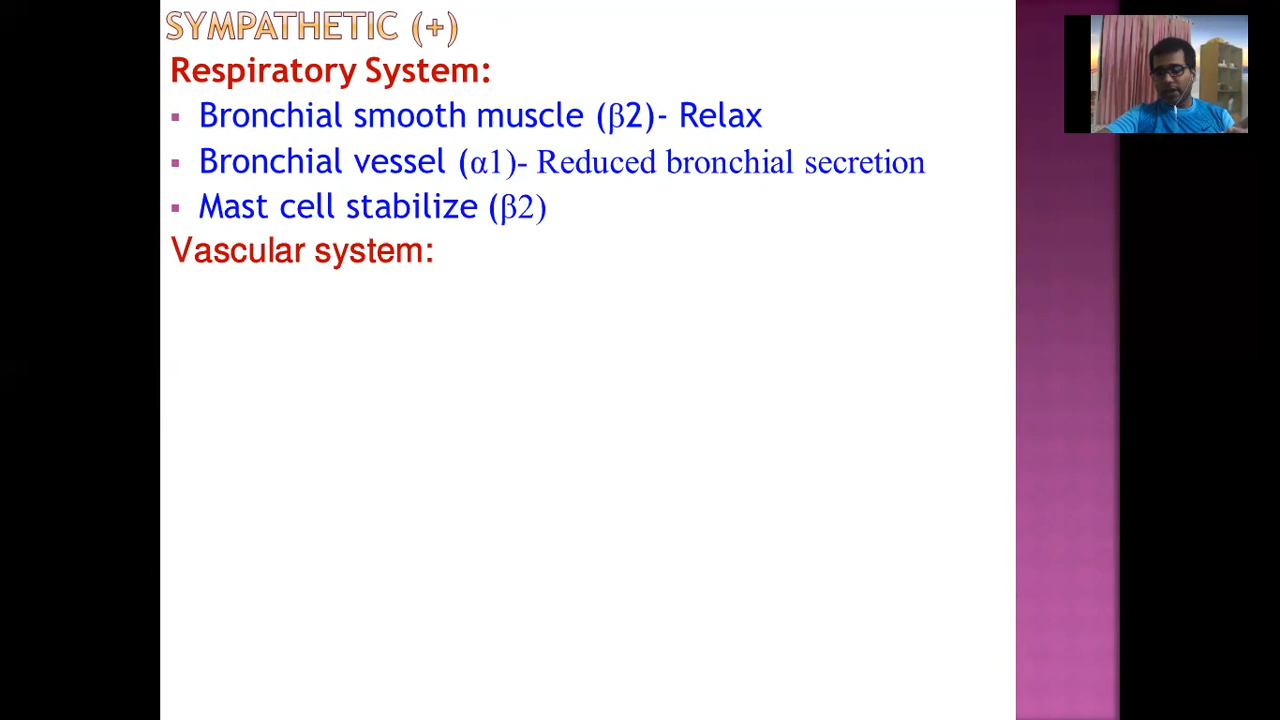 SYMPATHETIC (+)
Respiratory System:
▪ Bronchial smooth muscle (β2)- Relax
▪ Bronchial vessel (α1)- Reduced bronchial secretion
▪ Mast cell stabilize (β2)
Vascular system: